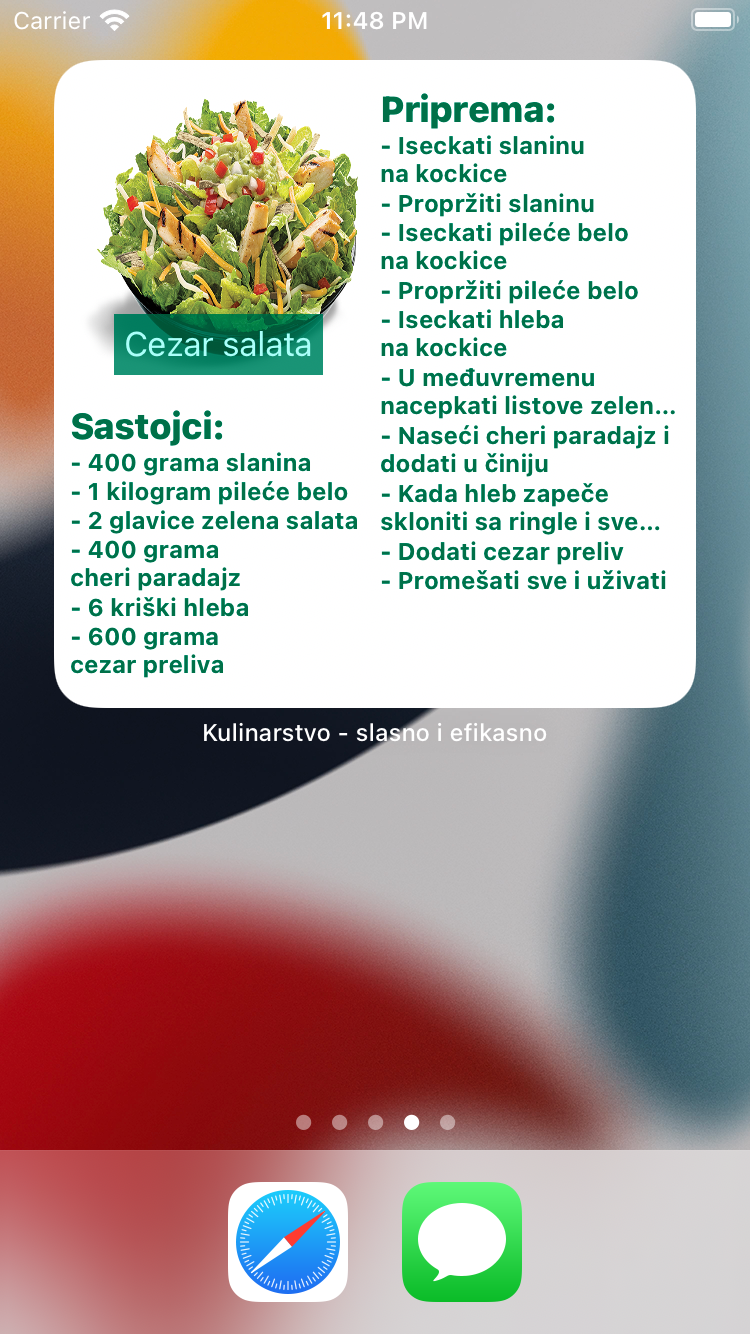 Carrier
11:48 PM
Cezar salata
Sastojci:
- 400 grama slanina
- 1 kilogram pileće belo
- 2 glavice zelena salata
- 400 grama
cheri paradajz
- 6 kriški hleba
- 600 grama
cezar preliva
Priprema:
- Iseckati slaninu
na kockice
- Propržiti slaninu
- Iseckati pileće belo
na kockice
- Propržiti pileće belo
- Iseckati hleba
na kockice
- U međuvremenu
nacepkati listove zelen...
- Naseći cheri paradajz i
dodati u činiju
- Kada hleb zapeče
skloniti sa ringle i sve...
- Dodati cezar preliv
- Promešati sve i uživati
Kulinarstvo - slasno i efikasno